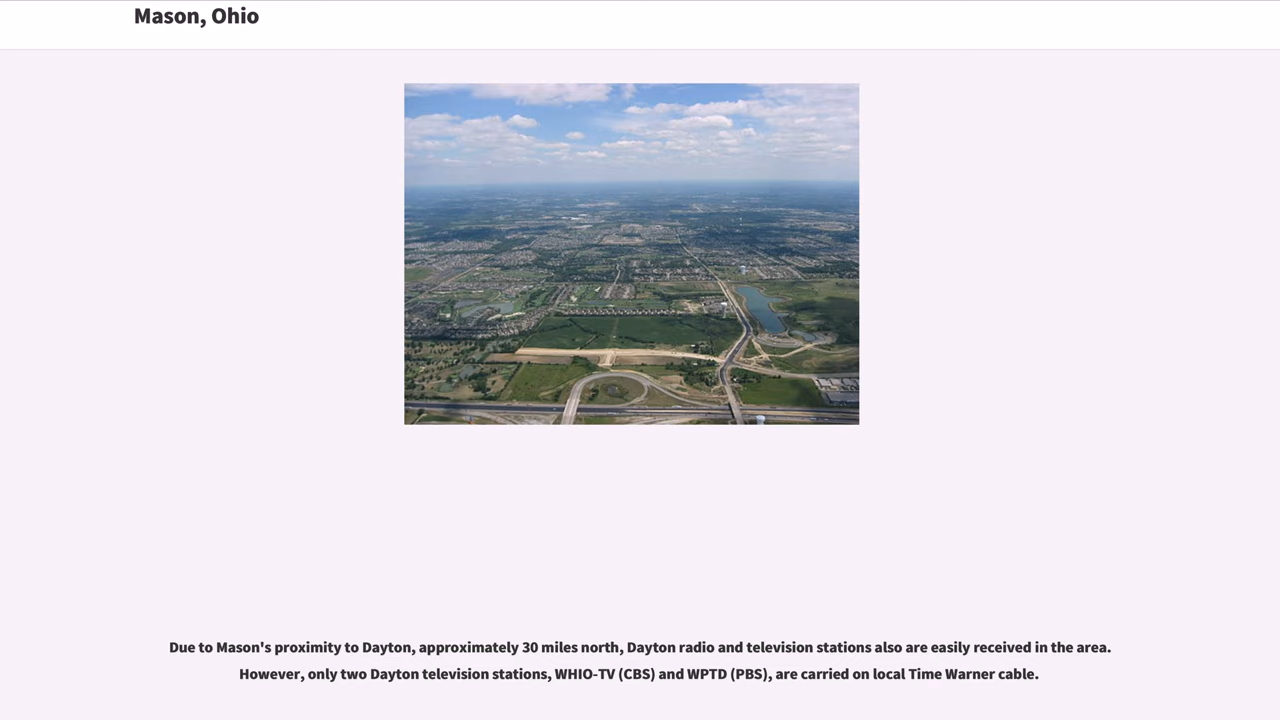 Mason, Ohio
Due to Mason's proximity to Dayton, approximately 30 miles north, Dayton radio and television stations also are easily received in the area.
However, only two Dayton television stations, WHIO-TV (CBS) and WPTD (PBS), are carried on local Time Warner cable.